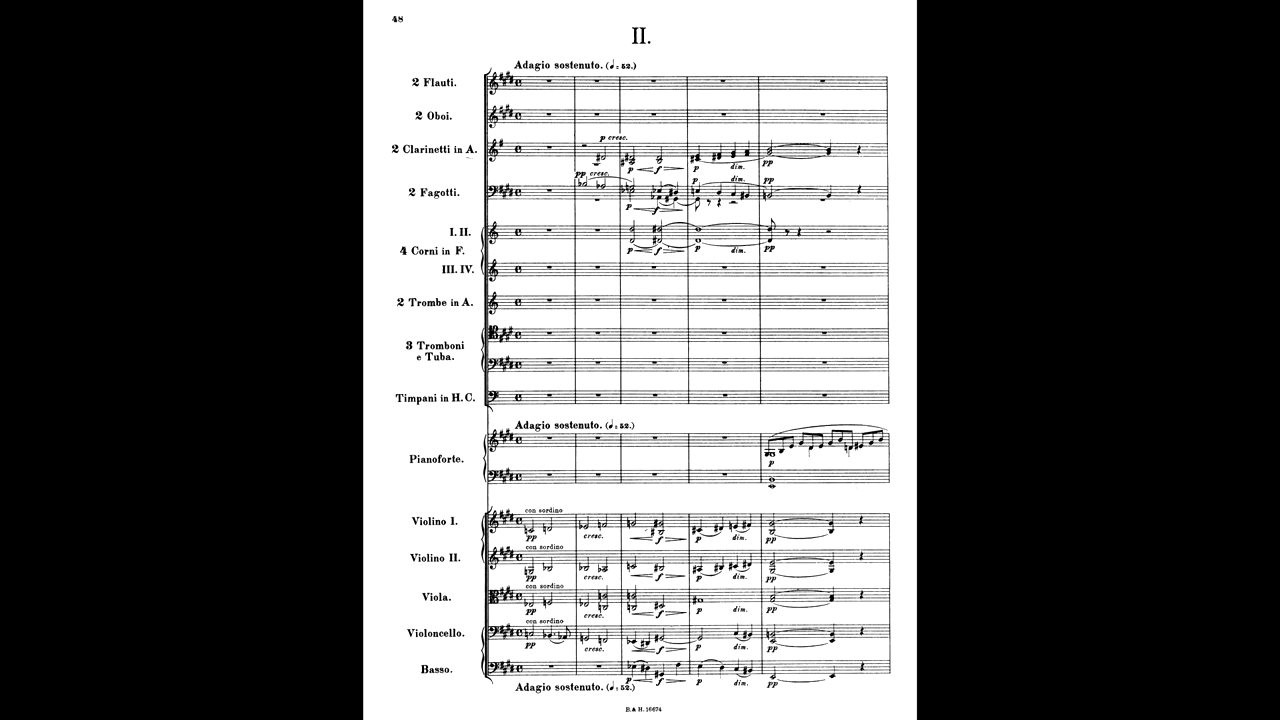 48
II.
Adagio sostenuto. (♩=52.)
2 Flauti.
2 Oboi.
p cresc.
2 Clarinetti in A.
p f p dim. pp
pp cresc. p dim. pp
2 Fagotti.
p f
I. II.
4 Corni in F.
p f p dim. pp
III. IV.
2 Trombe in A.
3 Tromboni
e Tuba.
Timpani in H. C.
Adagio sostenuto. (♩=52.)
Pianoforte.
p
con sordino
Violino I.
pp cresc. f p dim. pp
con sordino
Violino II.
pp cresc. f p dim. pp
con sordino
Viola.
pp cresc. f p dim. pp
con sordino
Violoncello.
pp cresc. f p dim. pp
Basso.
p f p dim. pp
Adagio sostenuto. (♩=52.)
B. & H. 16674